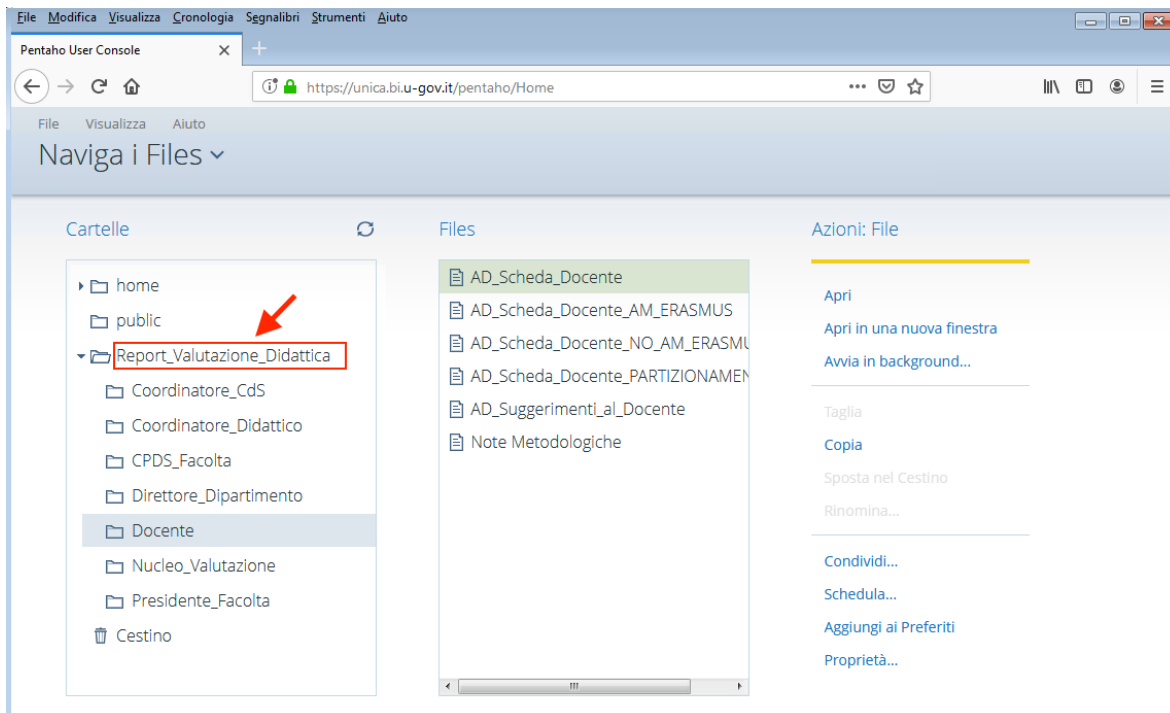 File Modifica Visualizza Cronologia Segnalibri Strumenti Aiuto
Pentaho User Console
https://unica.bi.u-gov.it/pentaho/Home
File Visualizza Aiuto
Naviga i Files
Cartelle
home
public
Report_Valutazione_Didattica
Coordinatore_CdS
Coordinatore_Didattico
CPDS_Facolta
Direttore_Dipartimento
Docente
Nucleo_Valutazione
Presidente_Facolta
Cestino
Files
AD_Scheda_Docente
AD_Scheda_Docente_AM_ERASMUS
AD_Scheda_Docente_NO_AM_ERASMU
AD_Scheda_Docente_PARTIZIONAMEN
AD_Suggerimenti_al_Docente
Note Metodologiche
Azioni: File
Apri
Apri in una nuova finestra
Avvia in background...
Taglia
Copia
Sposta nel Cestino
Rinomina...
Condividi...
Schedula...
Aggiungi ai Preferiti
Proprietà...